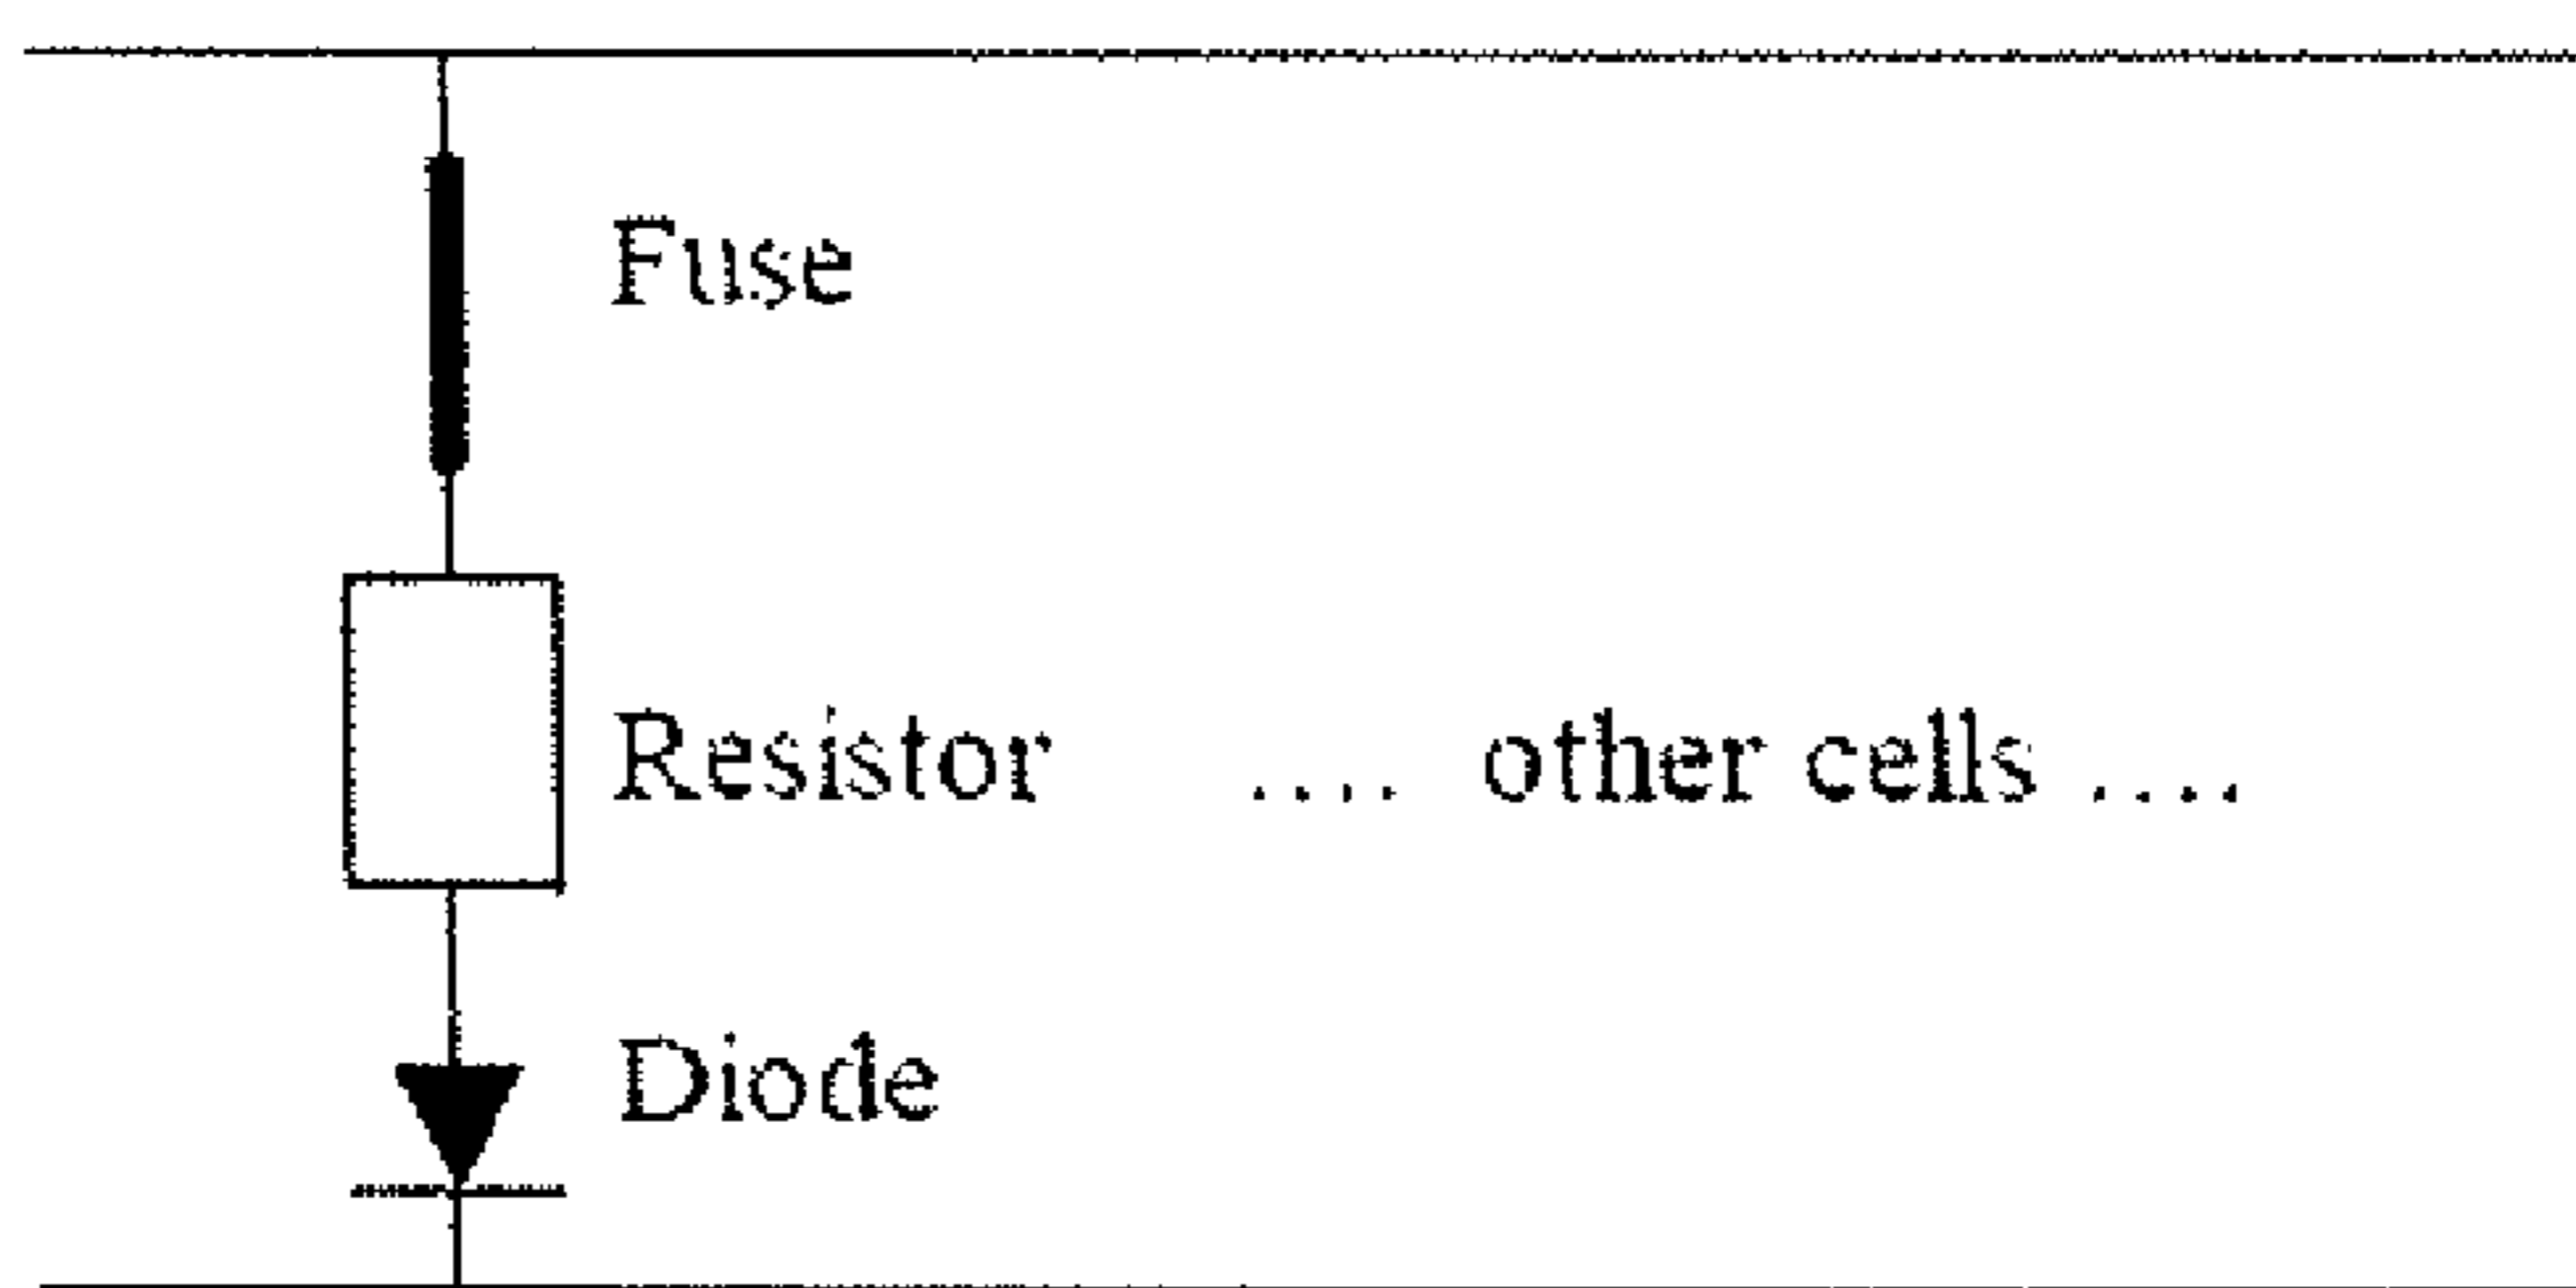 Fuse
Resistor .... other cells ....
Diode